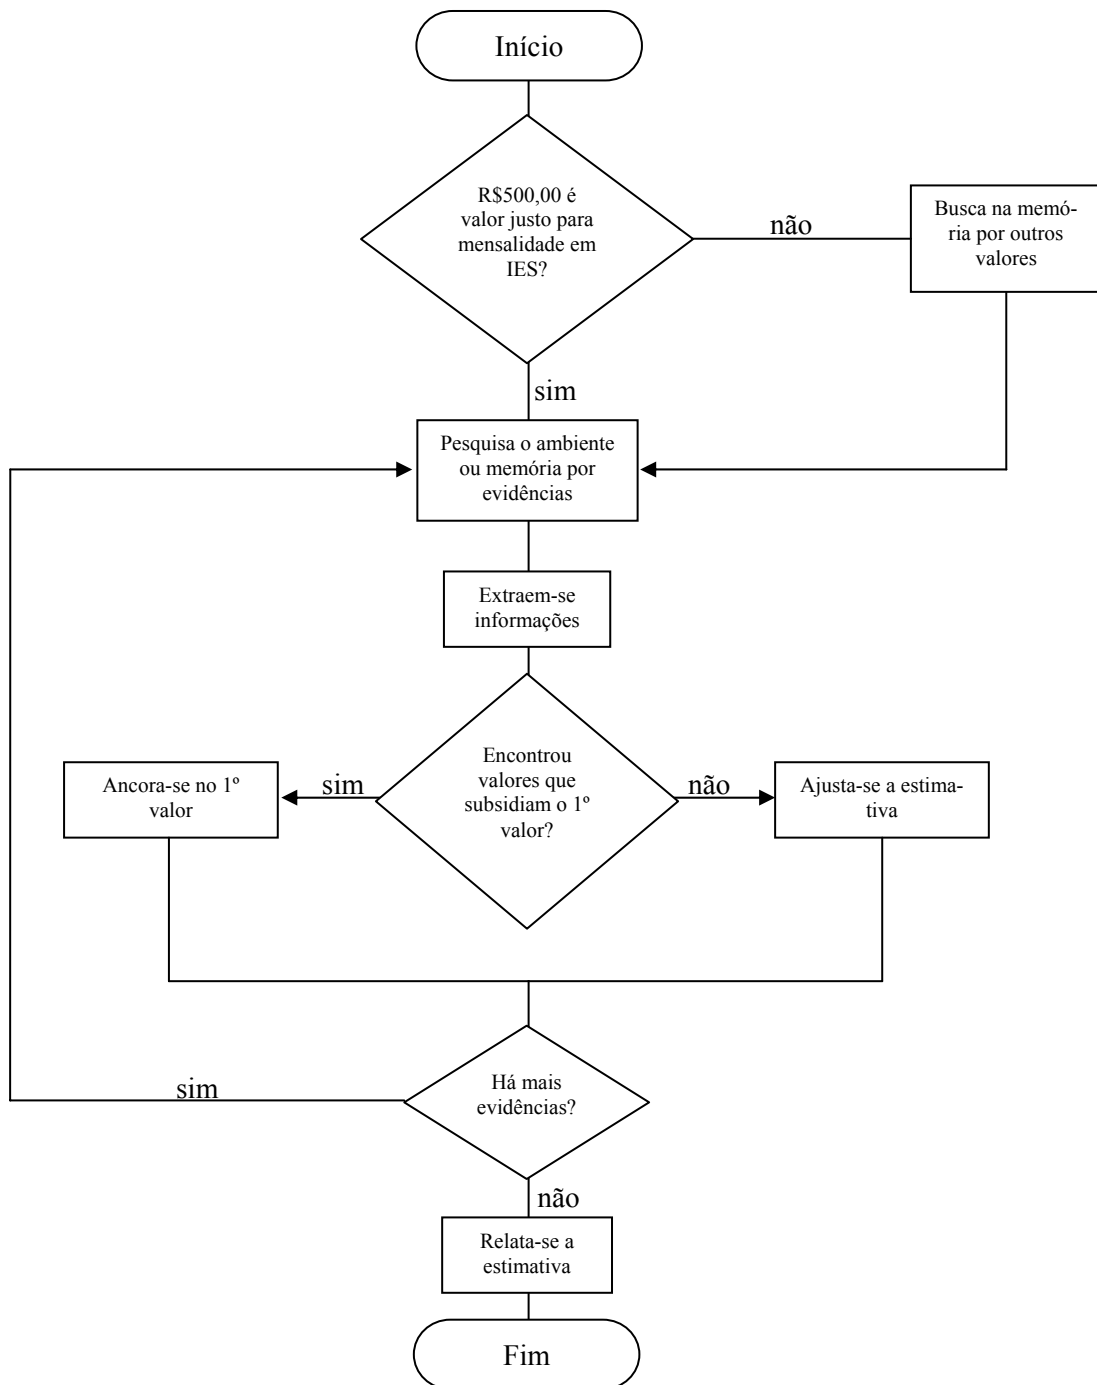 Início
R$500,00 é
valor justo para
mensalidade em
IES?
não
Busca na memó-
ria por outros
valores
sim
Pesquisa o ambiente
ou memória por
evidências
Extraem-se
informações
Encontrou
valores que
subsidiam o 1º
valor?
sim
Ancora-se no 1º
valor
não
Ajusta-se a estima-
tiva
Há mais
evidências?
sim
não
Relata-se a
estimativa
Fim